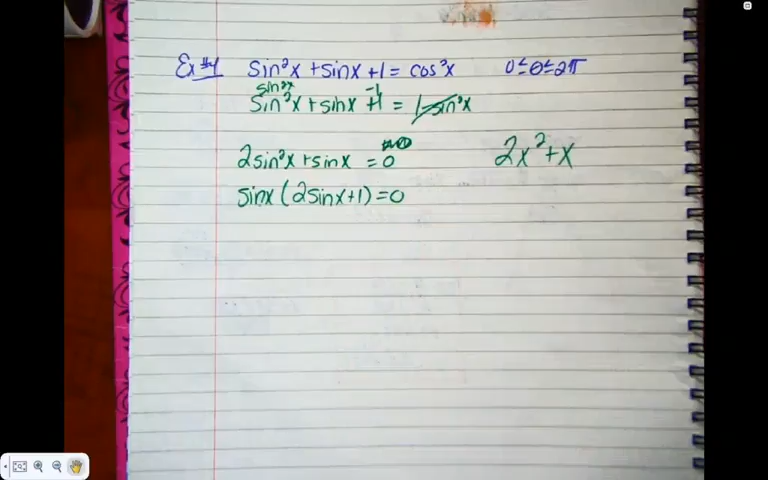 Ex #4 sin²x + sinx + 1 = cos²x 0 ≤ θ ≤ 2π
sin²x -1
sin²x + sinx + 1 = 1 - sin²x
2sin²x + sinx = 0 2x² + x
sinx (2sinx + 1) = 0